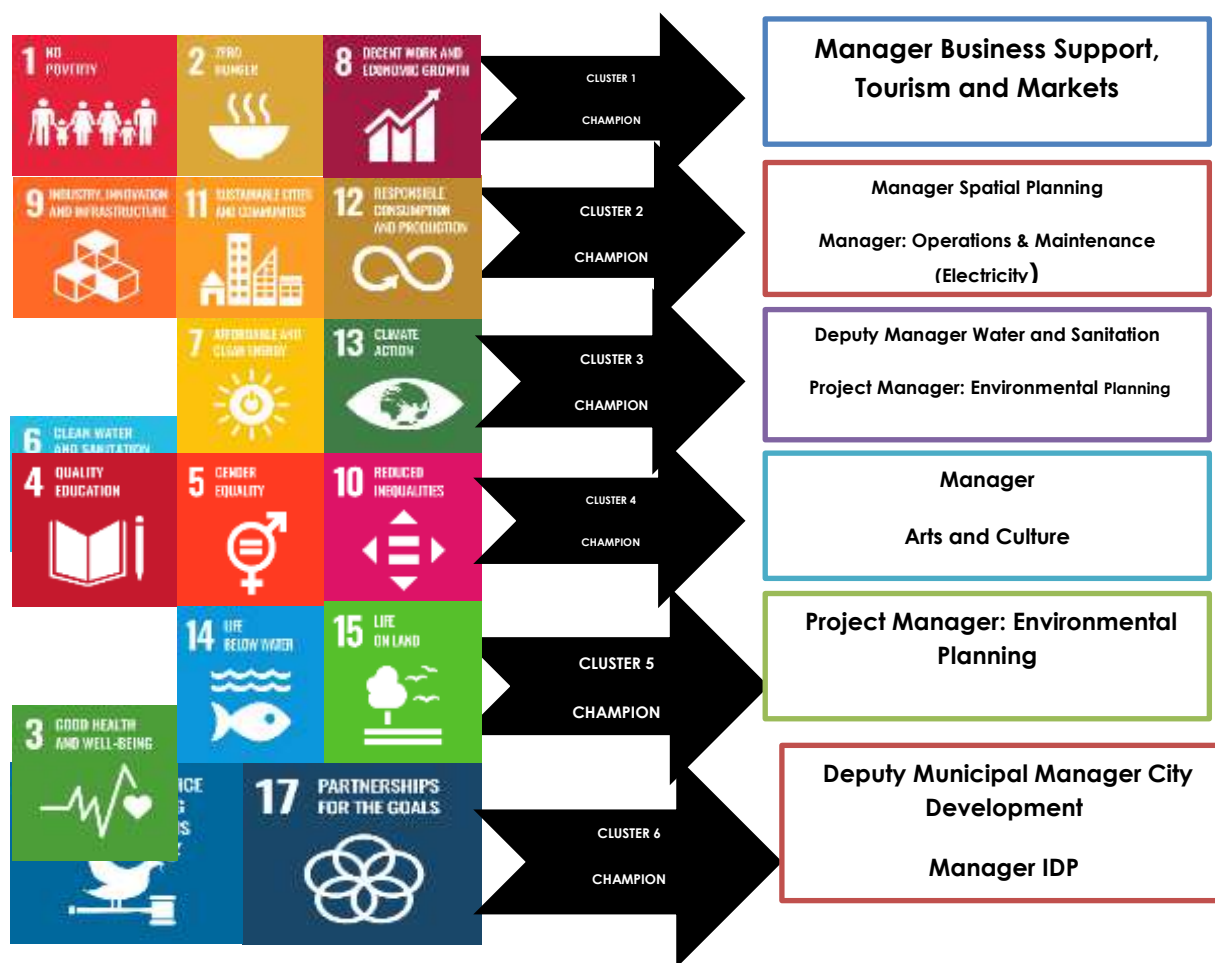 1 NO
POVERTY
2 ZERO
HUNGER
8 DECENT WORK AND
ECONOMIC GROWTH
CLUSTER 1
CHAMPION
Manager Business Support,
Tourism and Markets
9 INDUSTRY, INNOVATION
AND INFRASTRUCTURE
11 SUSTAINABLE CITIES
AND COMMUNITIES
12 RESPONSIBLE
CONSUMPTION
AND PRODUCTION
CLUSTER 2
CHAMPION
Manager Spatial Planning
Manager: Operations & Maintenance
(Electricity)
7 AFFORDABLE AND
CLEAN ENERGY
13 CLIMATE
ACTION
CLUSTER 3
CHAMPION
Deputy Manager Water and Sanitation
Project Manager: Environmental Planning
6 CLEAN WATER
AND SANITATION
4 QUALITY
EDUCATION
5 GENDER
EQUALITY
10 REDUCED
INEQUALITIES
CLUSTER 4
CHAMPION
Manager
Arts and Culture
14 LIFE
BELOW WATER
15 LIFE
ON LAND
CLUSTER 5
CHAMPION
Project Manager: Environmental
Planning
3 GOOD HEALTH
AND WELL-BEING
17 PARTNERSHIPS
FOR THE GOALS
CLUSTER 6
CHAMPION
Deputy Municipal Manager City
Development
Manager IDP